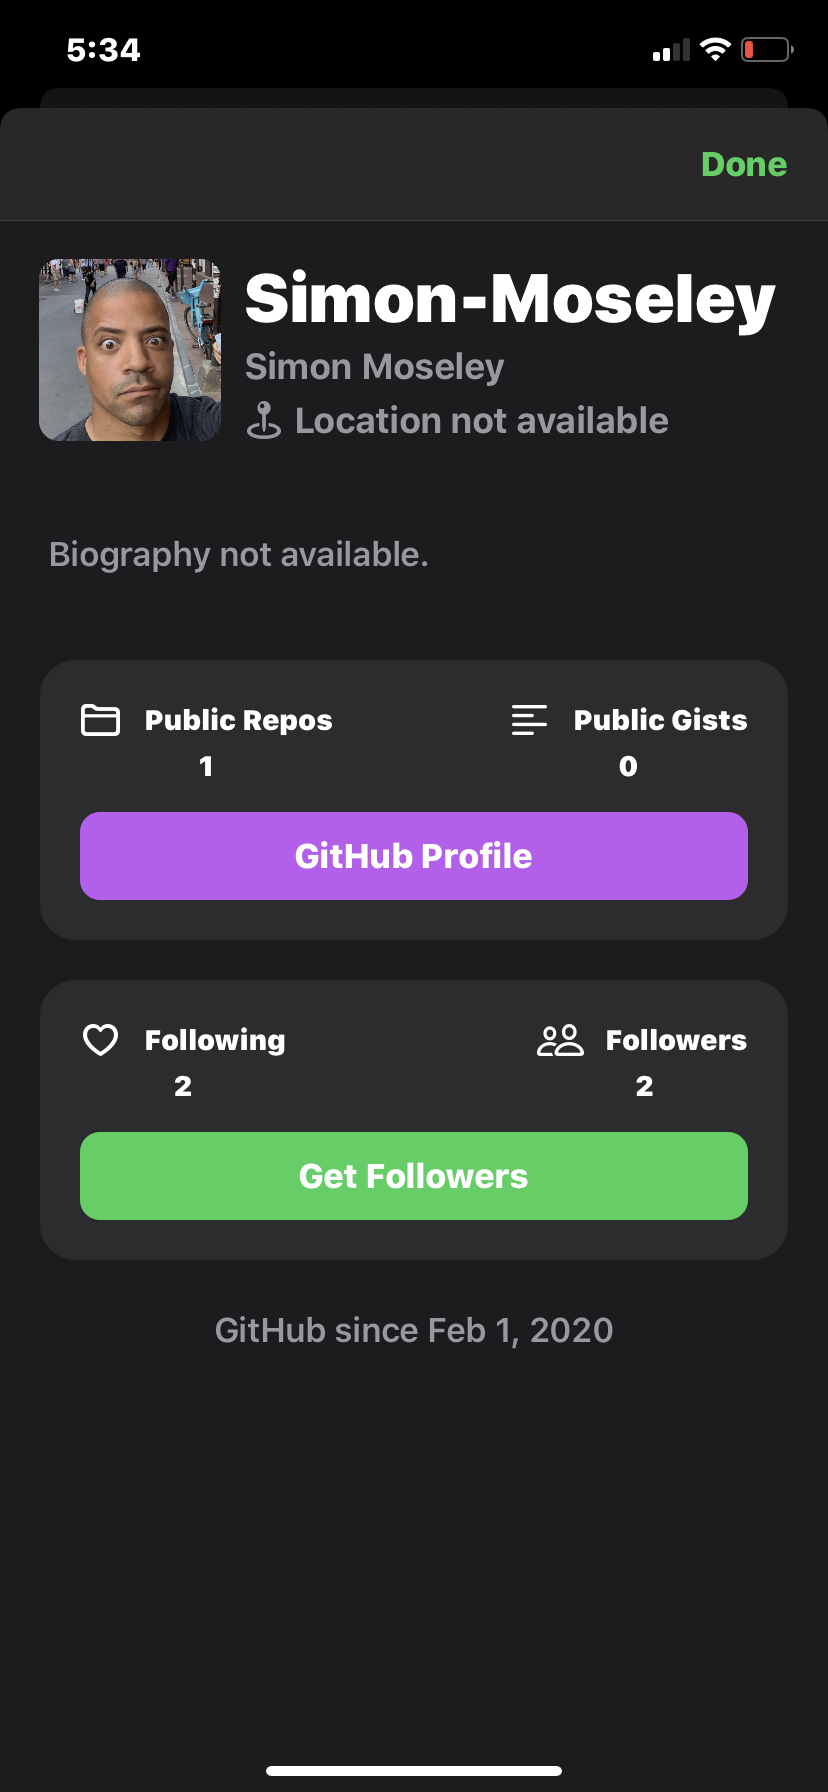 5:34
Done
Simon-Moseley
Simon Moseley
Location not available
Biography not available.
Public Repos
1
Public Gists
0
GitHub Profile
Following
2
Followers
2
Get Followers
GitHub since Feb 1, 2020